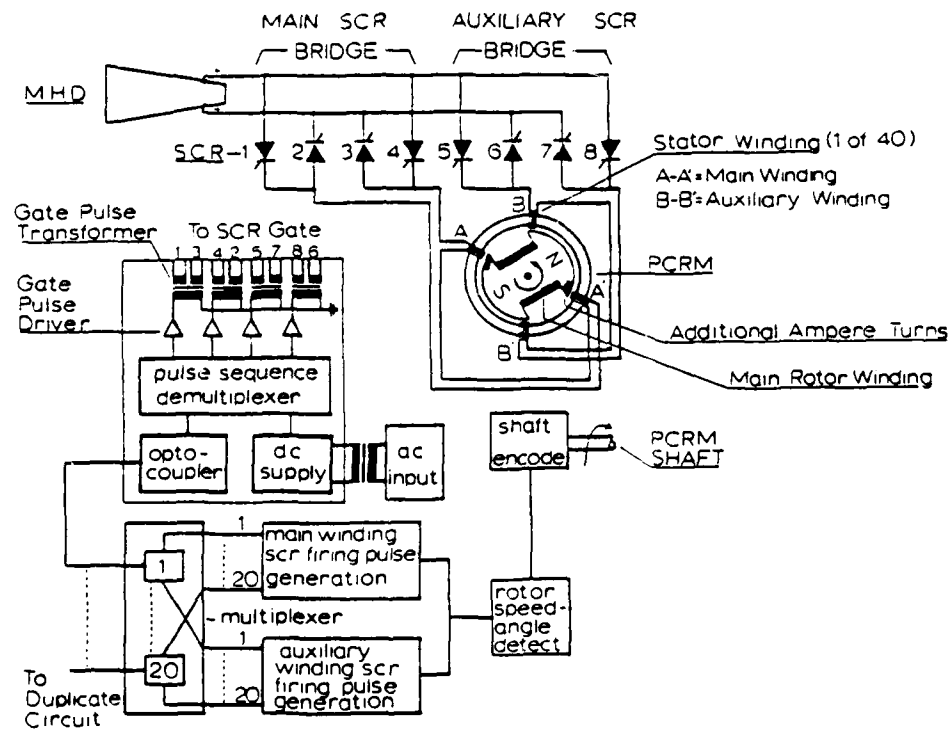 MAIN SCR
BRIDGE
AUXILIARY SCR
BRIDGE
MHD
SCR-1 2 3 4 5 6 7 8
Stator Winding (1 of 40)
A-A'=Main Winding
B-B'=Auxiliary Winding
B
A
N
S
A'
B'
PCRM
Additional Ampere Turns
Main Rotor Winding
Gate Pulse
Transformer
To SCR Gate
1 3 4 2 5 7 8 6
Gate
Pulse
Driver
pulse sequence
demultiplexer
opto-
coupler
dc
supply
ac
input
shaft
encode
PCRM
SHAFT
1
main winding
scr firing pulse
generation
20
1
multiplexer
1
auxiliary
winding scr
firing pulse
generation
20
20
rotor
speed-
angle
detect
To
Duplicate
Circuit